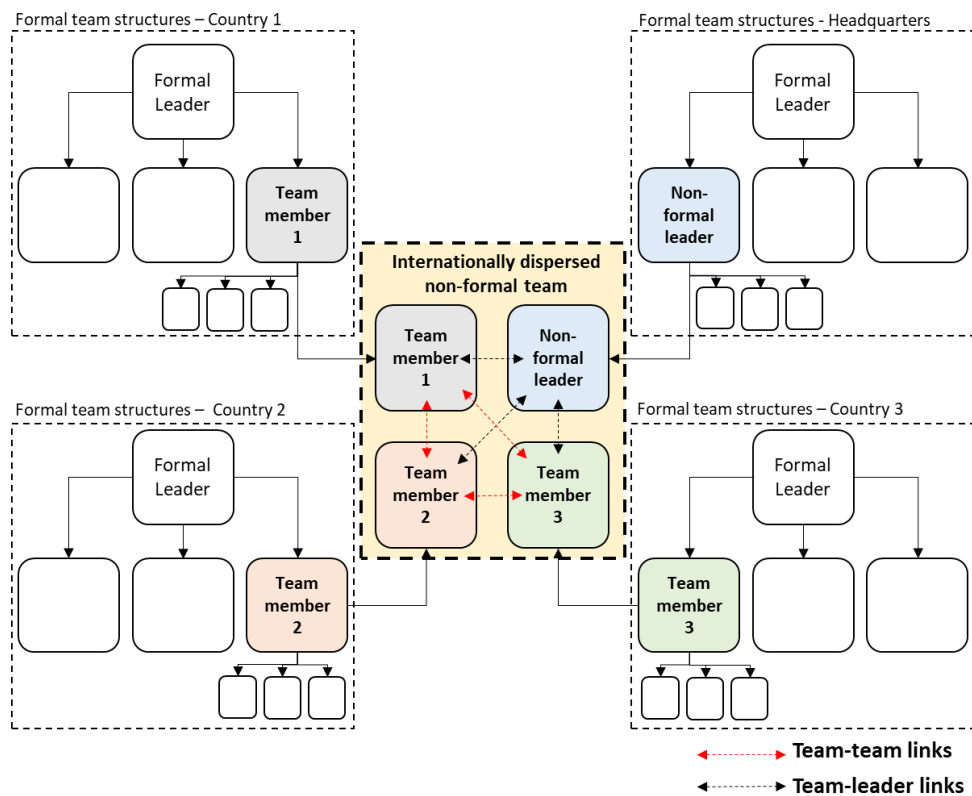 Formal team structures – Country 1
Formal
Leader
Team
member
1
Formal team structures - Headquarters
Formal
Leader
Non-
formal
leader
Internationally dispersed
non-formal team
Team
member
1
Non-
formal
leader
Team
member
2
Team
member
3
Formal team structures –  Country 2
Formal
Leader
Team
member
2
Formal team structures – Country 3
Formal
Leader
Team
member
3
Team-team links
Team-leader links